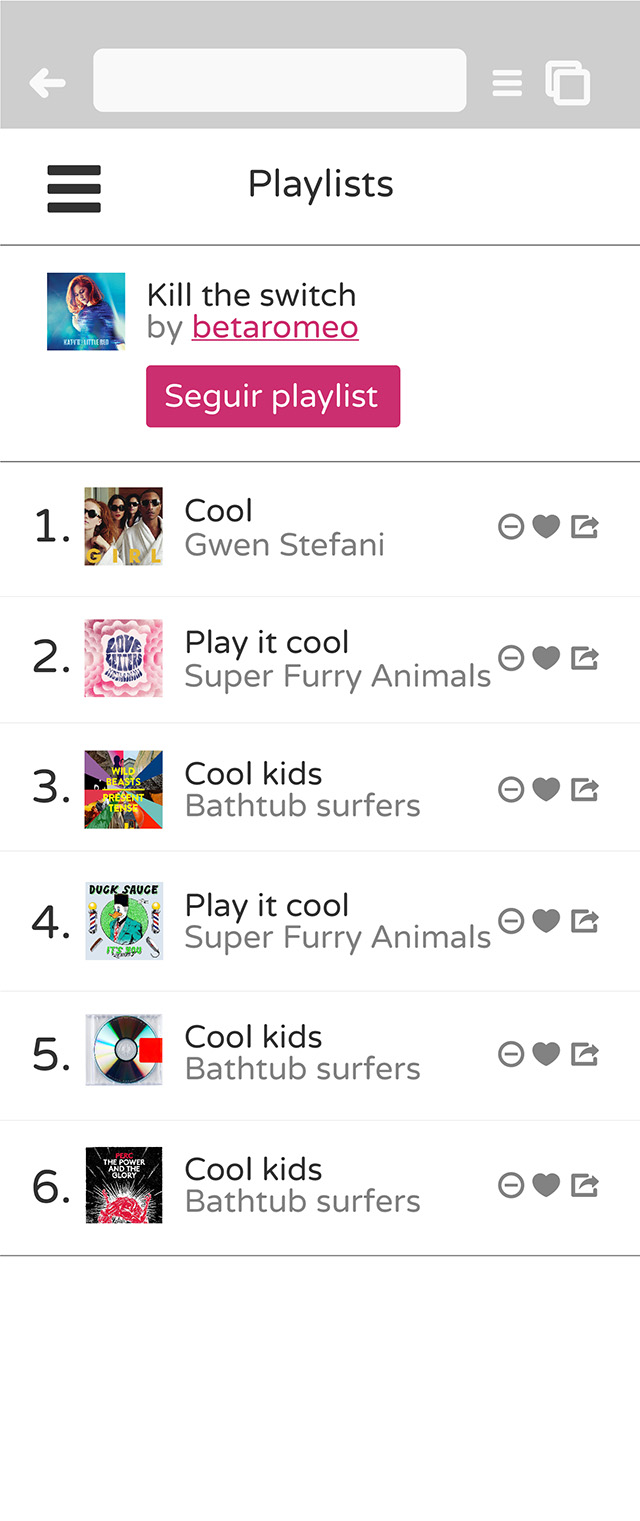 Playlists
Kill the switch
by betaromeo
KATY B LITTLE RED
Seguir playlist
1.
GIRL
Cool
Gwen Stefani
2.
LOVE
LETTERS
Play it cool
Super Furry Animals
3.
WILD
BEASTS
PRESENT
TENSE
Cool kids
Bathtub surfers
4.
DUCK SAUCE
Play it cool
Super Furry Animals
5.
Cool kids
Bathtub surfers
6.
PERC
THE POWER
AND THE
GLORY
Cool kids
Bathtub surfers